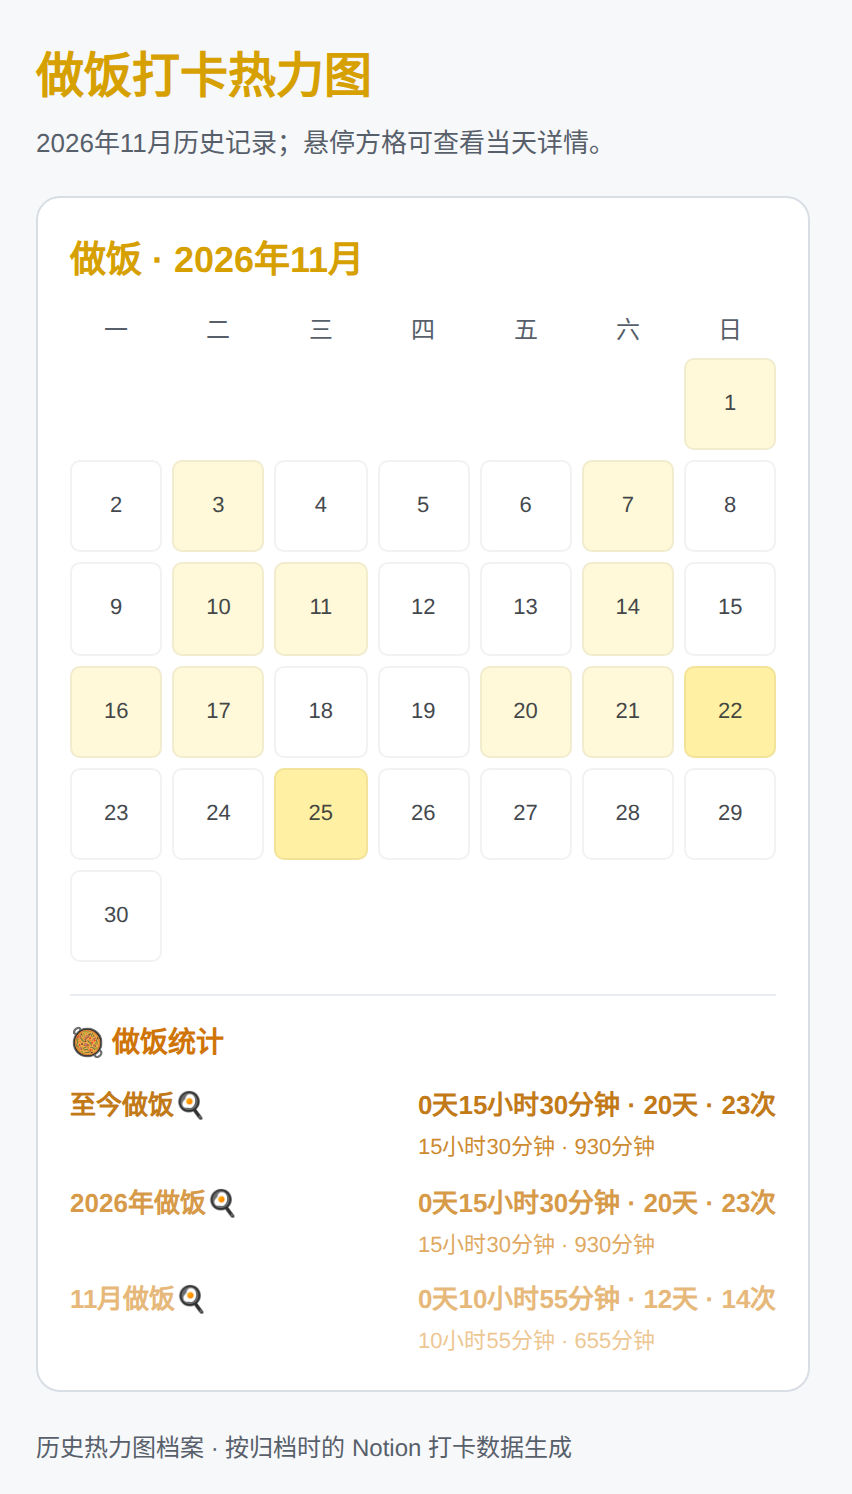 做饭打卡热力图
2026年11月历史记录；悬停方格可查看当天详情。
做饭 · 2026年11月
一 二 三 四 五 六 日
1
2 3 4 5 6 7 8
9 10 11 12 13 14 15
16 17 18 19 20 21 22
23 24 25 26 27 28 29
30
🥘 做饭统计
至今做饭🍳 0天15小时30分钟 · 20天 · 23次
15小时30分钟 · 930分钟
2026年做饭🍳 0天15小时30分钟 · 20天 · 23次
15小时30分钟 · 930分钟
11月做饭🍳 0天10小时55分钟 · 12天 · 14次
10小时55分钟 · 655分钟
历史热力图档案 · 按归档时的 Notion 打卡数据生成